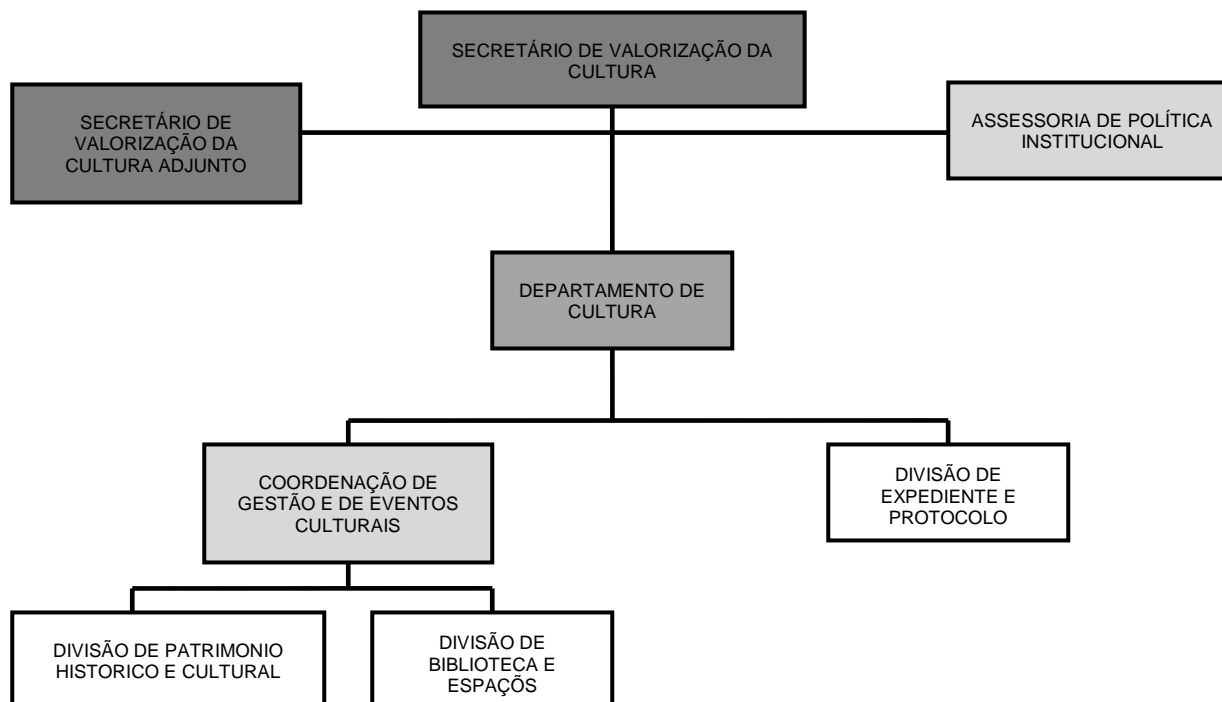 SECRETÁRIO DE VALORIZAÇÃO DA
CULTURA
SECRETÁRIO DE
VALORIZAÇÃO DA
CULTURA ADJUNTO
ASSESSORIA DE POLÍTICA
INSTITUCIONAL
DEPARTAMENTO DE
CULTURA
COORDENAÇÃO DE
GESTÃO E DE EVENTOS
CULTURAIS
DIVISÃO DE
EXPEDIENTE E
PROTOCOLO
DIVISÃO DE PATRIMONIO
HISTORICO E CULTURAL
DIVISÃO DE
BIBLIOTECA E
ESPAÇÕS